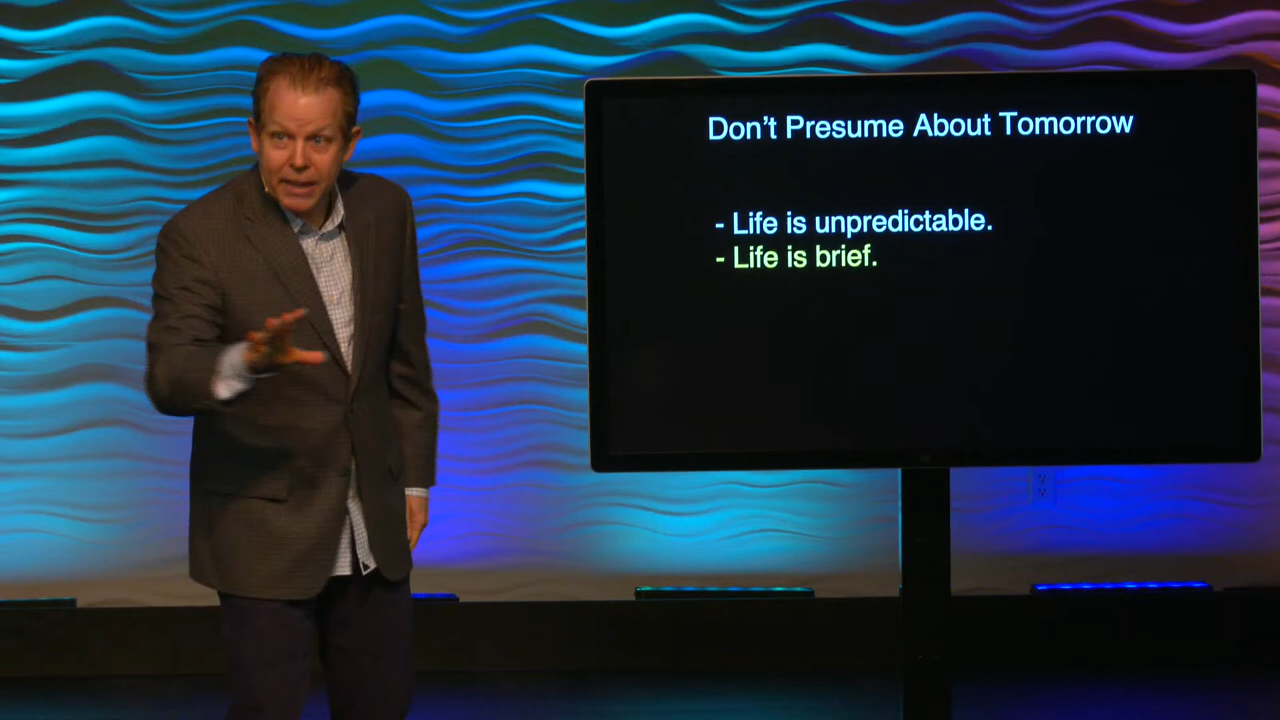 Don't Presume About Tomorrow
- Life is unpredictable.
- Life is brief.